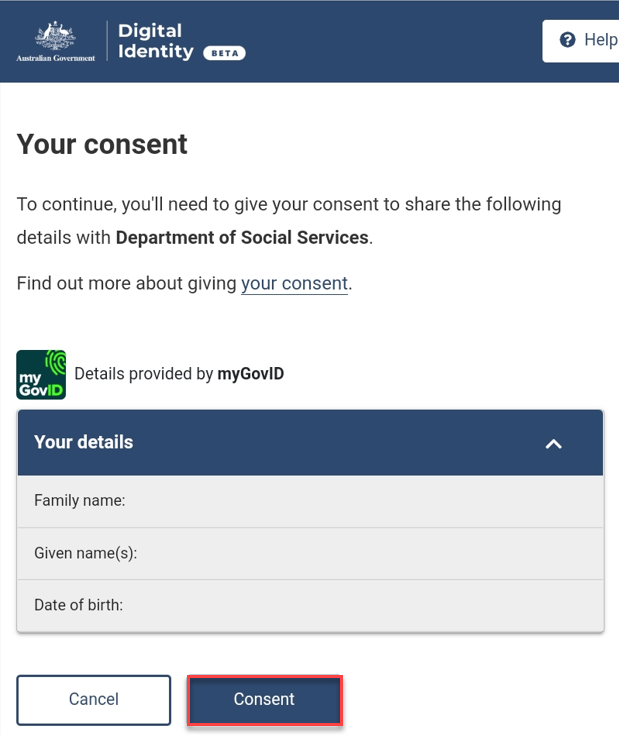 Australian Government
Digital
Identity BETA
Help
Your consent
To continue, you'll need to give your consent to share the following
details with Department of Social Services.
Find out more about giving your consent.
my
GovID
Details provided by myGovID
Your details
Family name:
Given name(s):
Date of birth:
Cancel
Consent